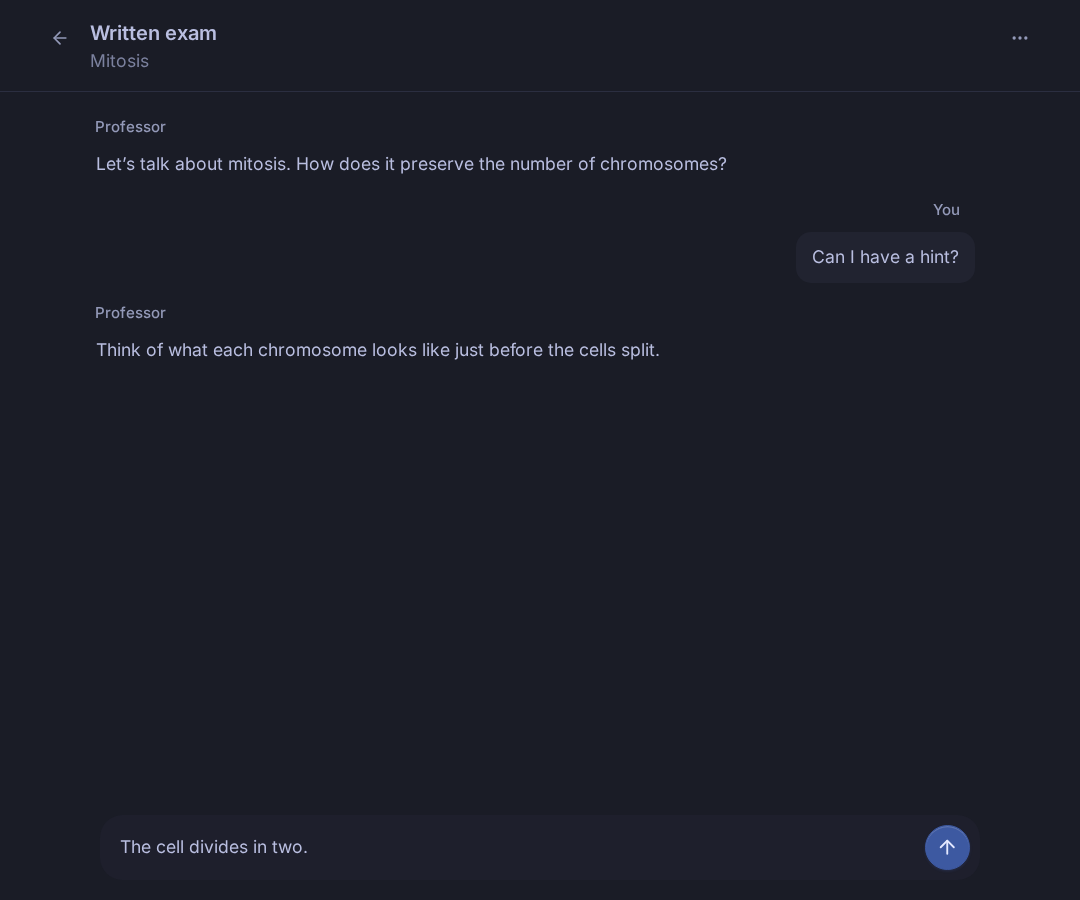 Written exam
Mitosis
Professor
Let’s talk about mitosis. How does it preserve the number of chromosomes?
You
Can I have a hint?
Professor
Think of what each chromosome looks like just before the cells split.
The cell divides in two.